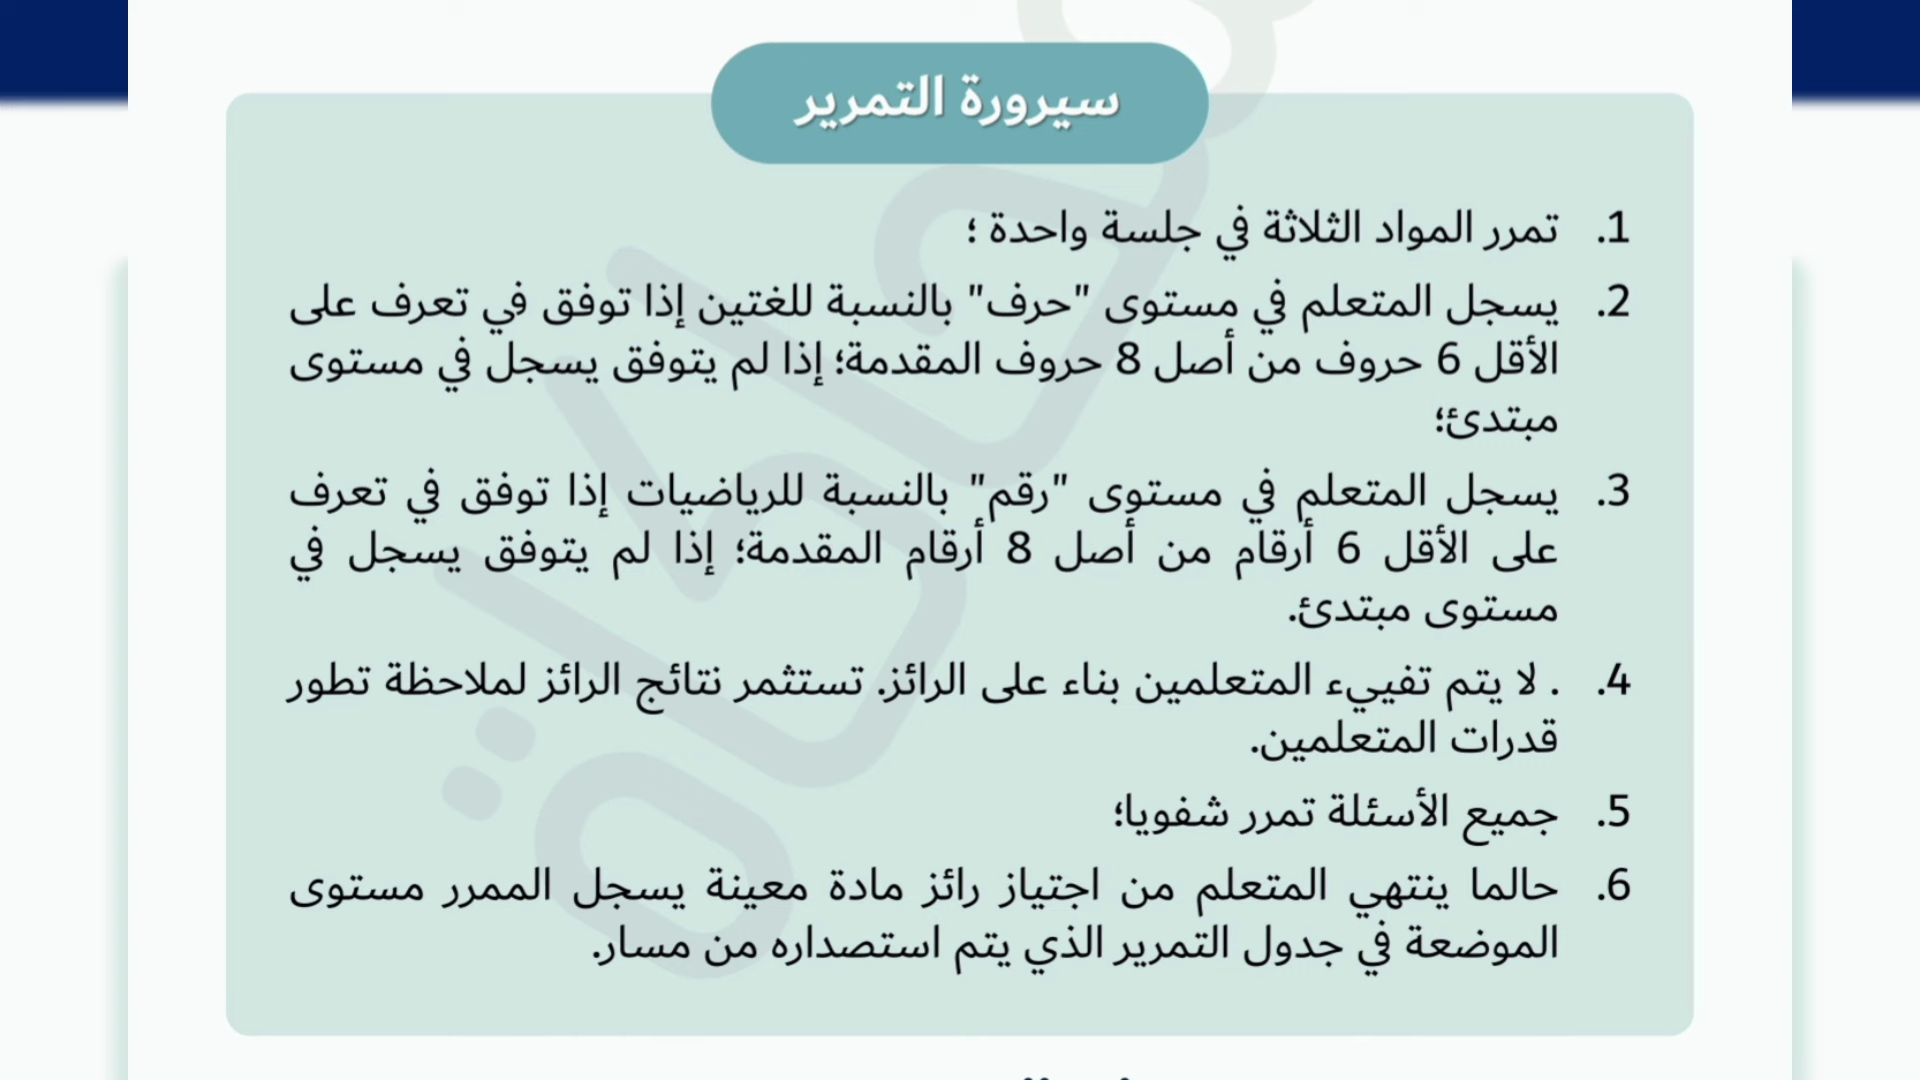 سيرورة التمرير
1. تمرر المواد الثلاثة في جلسة واحدة ؛
2. يسجل المتعلم في مستوى "حرف" بالنسبة للغتين إذا توفق في تعرف على
الأقل 6 حروف من أصل 8 حروف المقدمة؛ إذا لم يتوفق يسجل في مستوى
مبتدئ؛
3. يسجل المتعلم في مستوى "رقم" بالنسبة للرياضيات إذا توفق في تعرف
على الأقل 6 أرقام من أصل 8 أرقام المقدمة؛ إذا لم يتوفق يسجل في
مستوى مبتدئ.
4. . لا يتم تفييء المتعلمين بناء على الرائز. تستثمر نتائج الرائز لملاحظة تطور
قدرات المتعلمين.
5. جميع الأسئلة تمرر شفويا؛
6. حالما ينتهي المتعلم من اجتياز رائز مادة معينة يسجل الممرر مستوى
الموضعة في جدول التمرير الذي يتم استصداره من مسار.